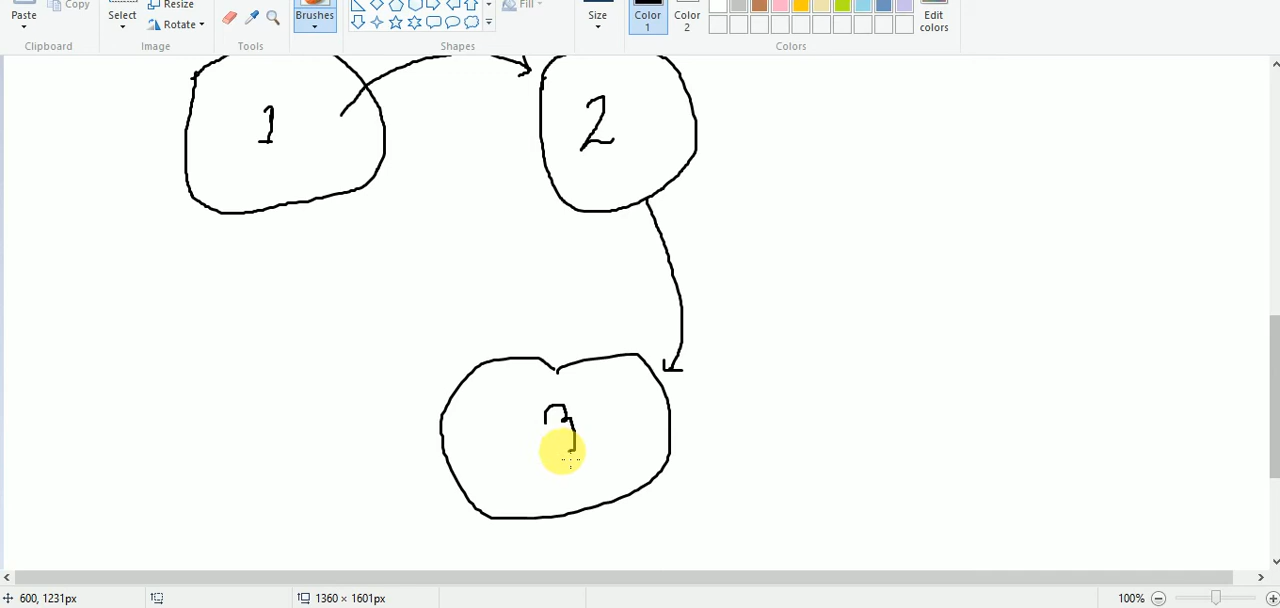 Paste Copy Select Resize Rotate Brushes Fill Size Color 1 Color 2 Edit colors
Clipboard Image Tools Shapes Colors
1 2
3
600, 1231px 1360 × 1601px 100%